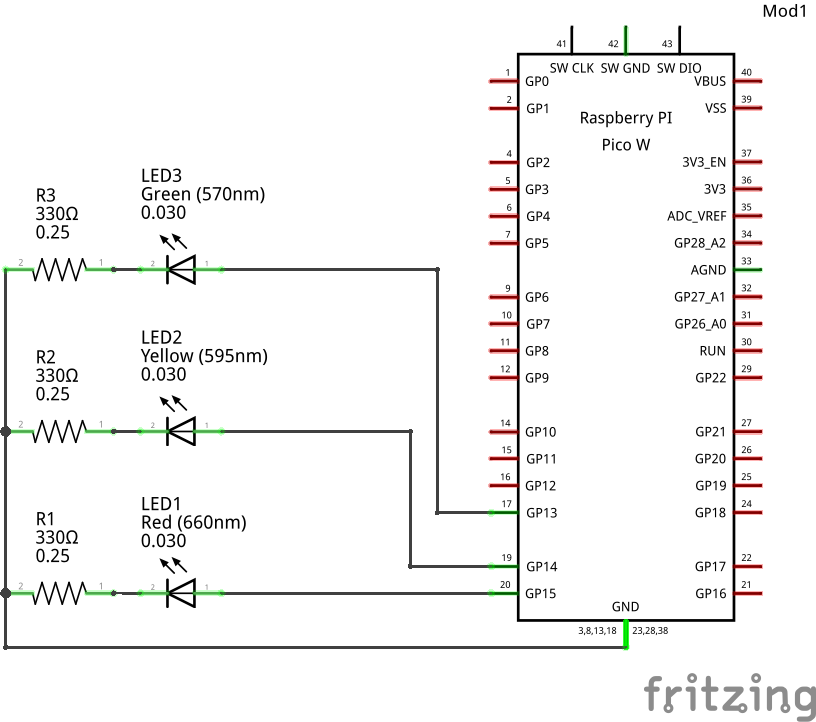 Mod1
41 42 43
SW CLK SW GND SW DIO
Raspberry PI
Pico W
1 GP0
2 GP1
4 GP2
5 GP3
6 GP4
7 GP5
9 GP6
10 GP7
11 GP8
12 GP9
14 GP10
15 GP11
16 GP12
17 GP13
19 GP14
20 GP15
VBUS 40
VSS 39
3V3_EN 37
3V3 36
ADC_VREF 35
GP28_A2 34
AGND 33
GP27_A1 32
GP26_A0 31
RUN 30
GP22 29
GP21 27
GP20 26
GP19 25
GP18 24
GP17 22
GP16 21
GND
3,8,13,18 23,28,38
R3
330Ω
0.25
2 1
LED3
Green (570nm)
0.030
2 1
R2
330Ω
0.25
2 1
LED2
Yellow (595nm)
0.030
2 1
R1
330Ω
0.25
2 1
LED1
Red (660nm)
0.030
2 1
fritzing